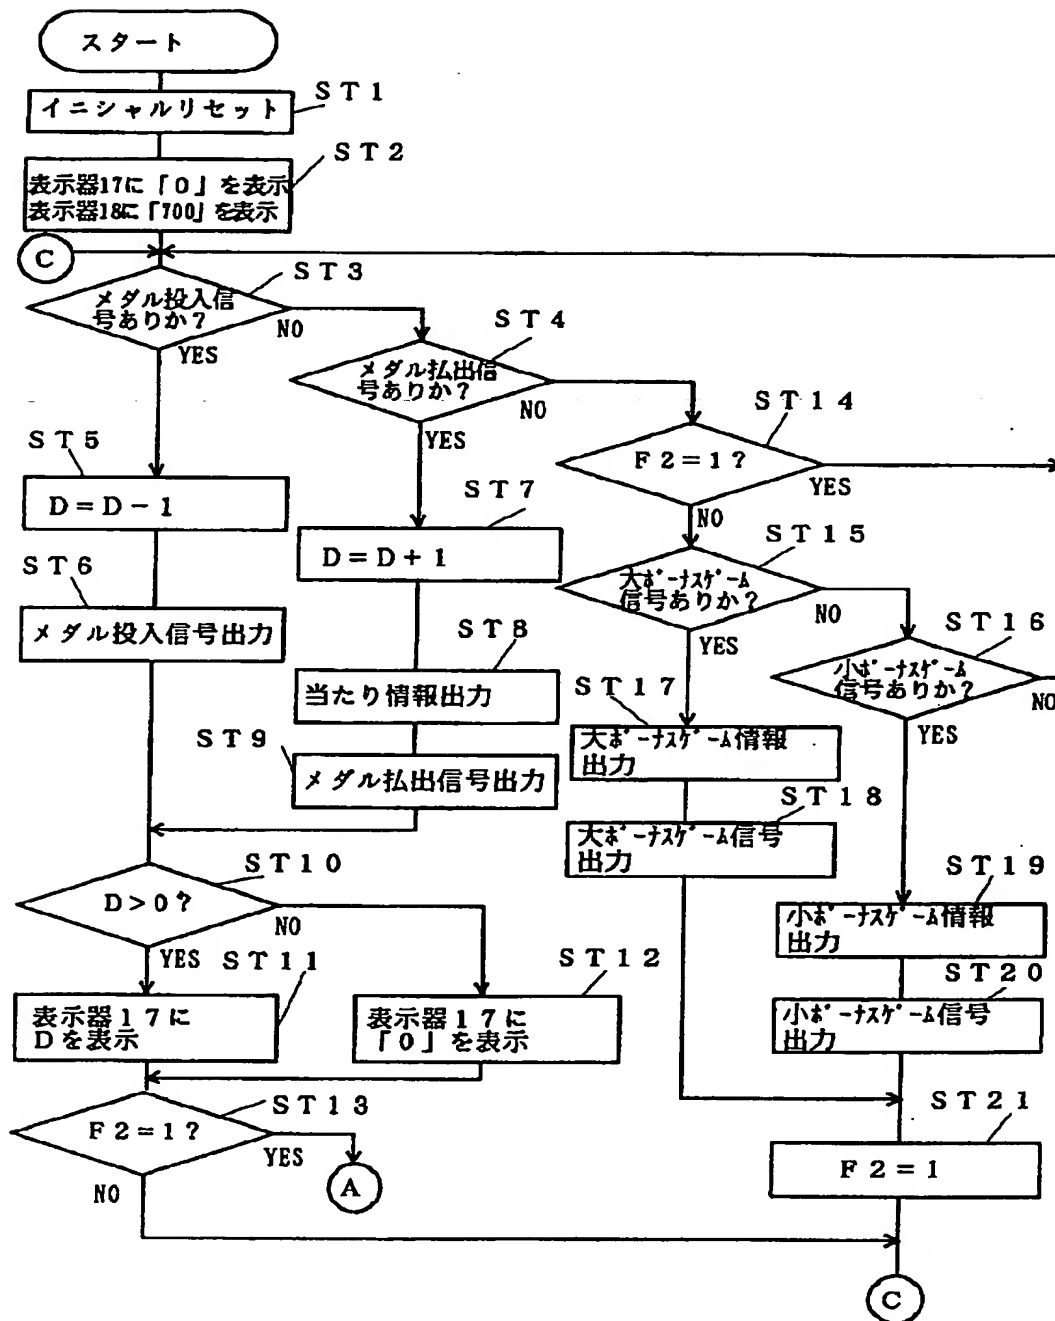 スタート
ST1
イニシャルリセット
ST2
表示器17に「0」を表示
表示器18に「700」を表示
C
ST3
メダル投入信
号ありか?
NO
YES
ST4
メダル払出信
号ありか?
NO
YES
ST14
F2=1?
YES
NO
ST5
D=D-1
ST7
D=D+1
ST15
大ボーナスゲーム
信号ありか?
NO
YES
ST6
メダル投入信号出力
ST8
当たり情報出力
ST16
小ボーナスゲーム
信号ありか?
NO
YES
ST17
大ボーナスゲーム情報
出力
ST9
メダル払出信号出力
ST18
大ボーナスゲーム信号
出力
ST10
D>0?
NO
YES
ST19
小ボーナスゲーム情報
出力
ST11
表示器17に
Dを表示
ST12
表示器17に
「0」を表示
ST20
小ボーナスゲーム信号
出力
ST13
F2=1?
YES
NO
A
ST21
F2=1
C